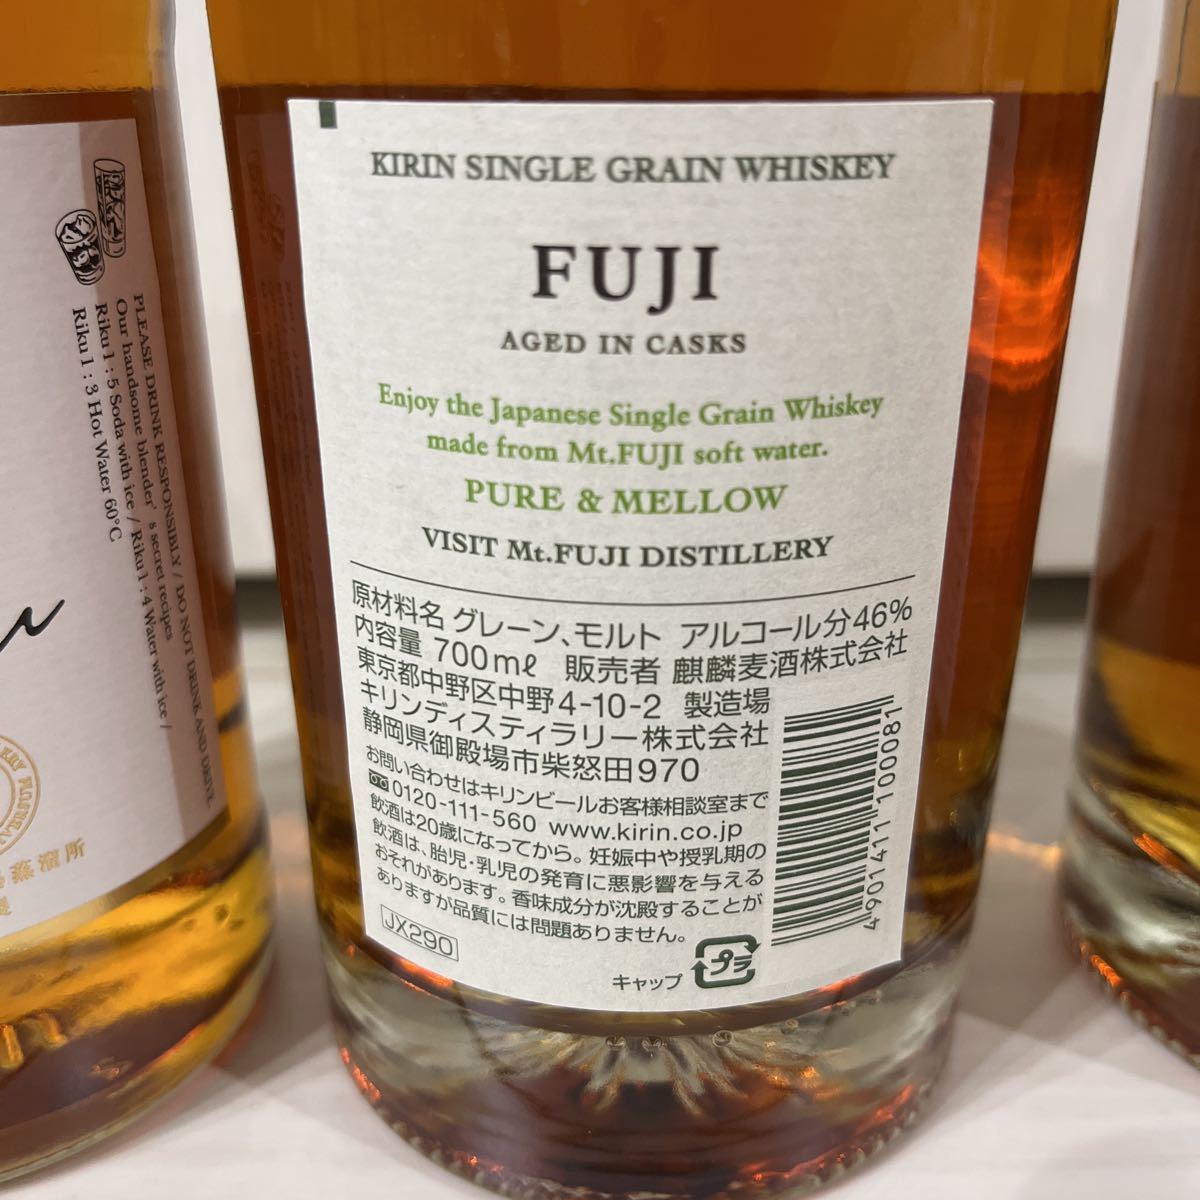 KIRIN SINGLE GRAIN WHISKEY
FUJI
AGED IN CASKS
Enjoy the Japanese Single Grain Whiskey
made from Mt.FUJI soft water.
PURE & MELLOW
VISIT Mt.FUJI DISTILLERY
原材料名 グレーン、モルト アルコール分46%
内容量 700mℓ 販売者 麒麟麦酒株式会社
東京都中野区中野4-10-2 製造場
キリンディスティラリー株式会社
静岡県御殿場市柴怒田970
お問い合わせはキリンビールお客様相談室まで
0120-111-560 www.kirin.co.jp
飲酒は20歳になってから。妊娠中や授乳期の
飲酒は、胎児・乳児の発育に悪影響を与える
おそれがあります。香味成分が沈殿することが
ありますが品質には問題ありません。
JX290
キャップ プラ
4901411100081
PLEASE DRINK RESPONSIBLY / DO NOT DRINK AND DRIVE
Our handsome blender's secret recipes
Riku 1 : 5 Soda with ice / Riku 1 : 4 Water with ice /
Riku 1 : 3 Hot Water 60°C
蒸溜所